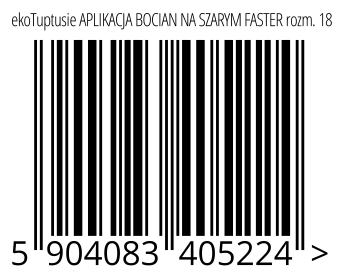 ekoTuptusie APLIKACJA BOCIAN NA SZARYM FASTER rozm. 18
5 904083 405224 >